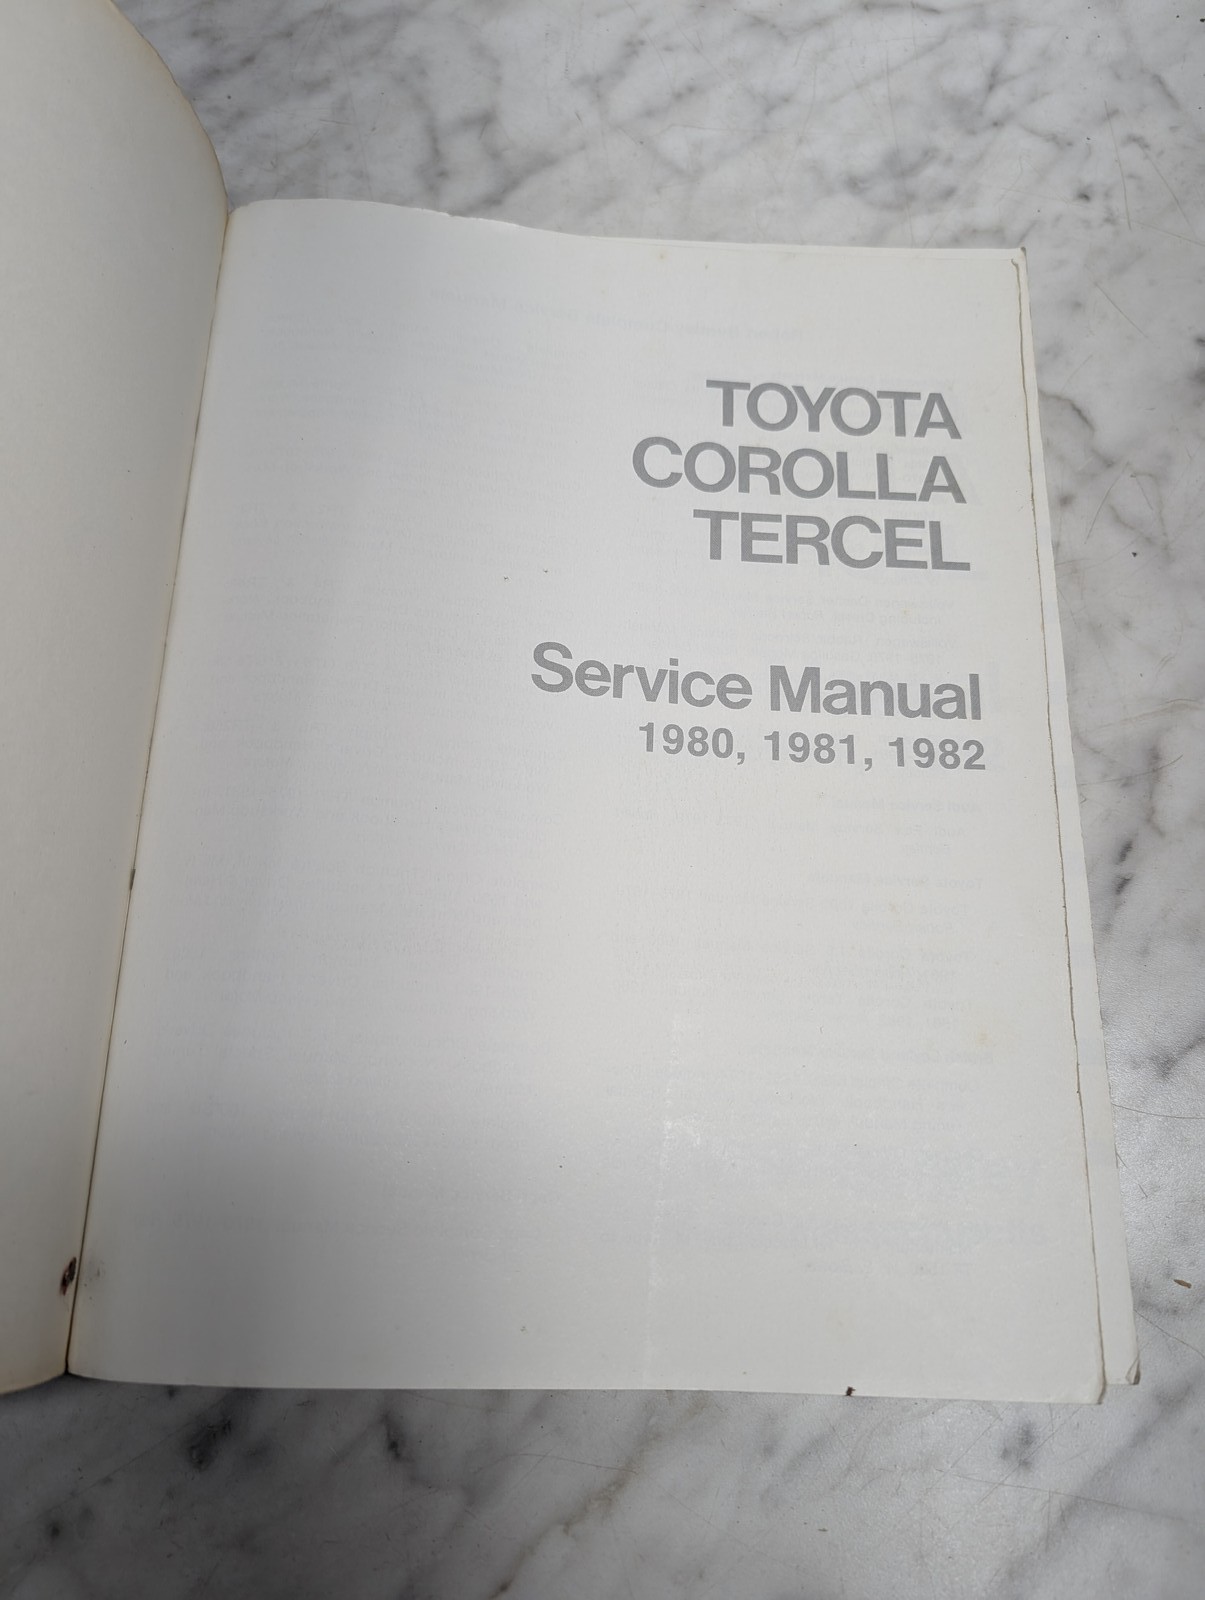 TOYOTA
COROLLA
TERCEL
Service Manual
1980, 1981, 1982